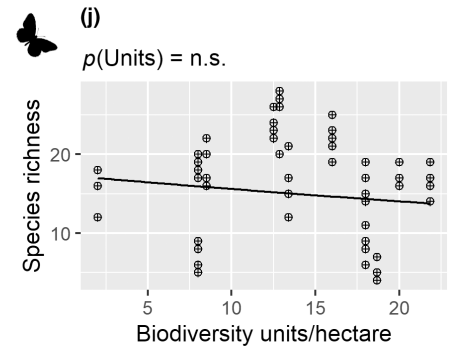 (j)
p(Units) = n.s.
Species richness
20
10
5
10
15
20
Biodiversity units/hectare